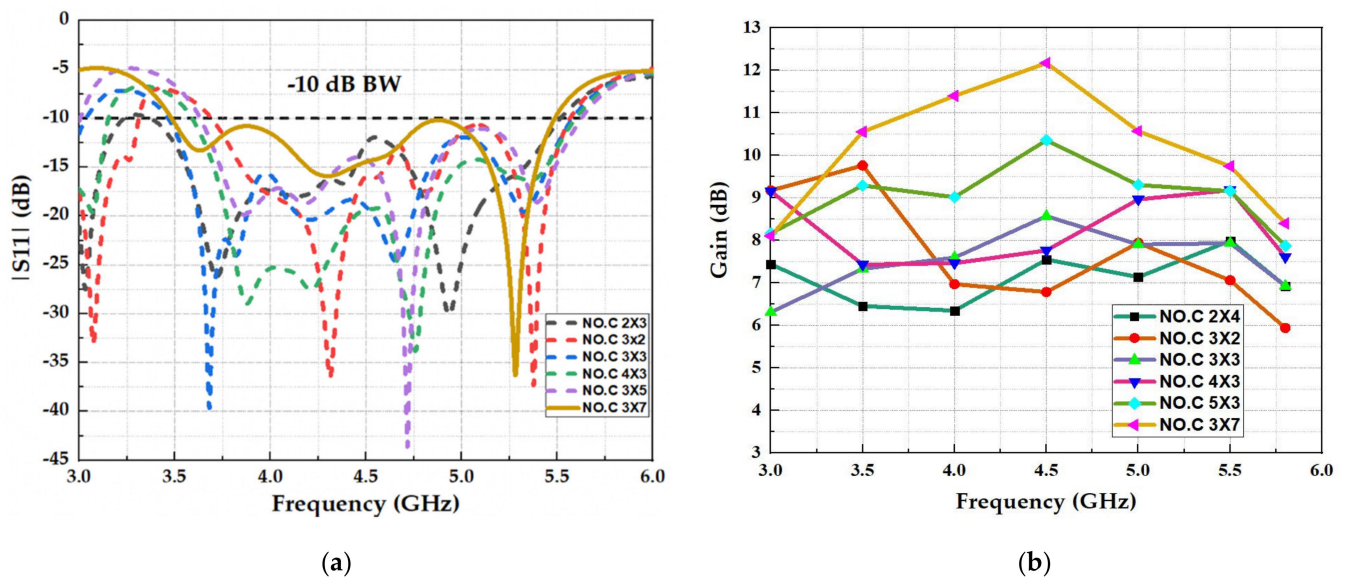 0
-5
-10
-15
-20
-25
-30
-35
-40
-45
|S11| (dB)
-10 dB BW
NO.C 2X3
NO.C 3x2
NO.C 3X3
NO.C 4X3
NO.C 3X5
NO.C 3X7
3.0 3.5 4.0 4.5 5.0 5.5 6.0
Frequency (GHz)
(a)
13
12
11
10
9
8
7
6
5
4
3
Gain (dB)
NO.C 2X4
NO.C 3X2
NO.C 3X3
NO.C 4X3
NO.C 5X3
NO.C 3X7
3.0 3.5 4.0 4.5 5.0 5.5 6.0
Frequency (GHz)
(b)